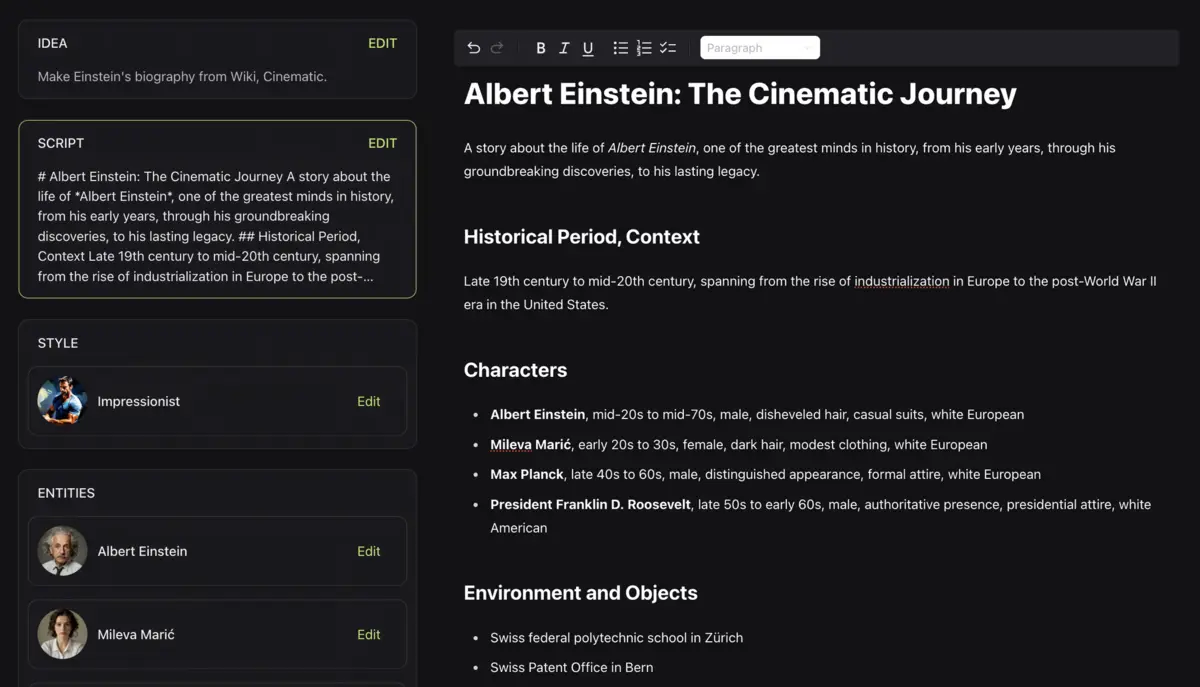 IDEA
EDIT
Make Einstein's biography from Wiki, Cinematic.
SCRIPT
EDIT
# Albert Einstein: The Cinematic Journey A story about the
life of *Albert Einstein*, one of the greatest minds in history,
from his early years, through his groundbreaking
discoveries, to his lasting legacy. ## Historical Period,
Context Late 19th century to mid-20th century, spanning
from the rise of industrialization in Europe to the post-...
STYLE
Impressionist
Edit
ENTITIES
Albert Einstein
Edit
Mileva Marić
Edit
B I U
Paragraph
Albert Einstein: The Cinematic Journey
A story about the life of Albert Einstein, one of the greatest minds in history, from his early years, through his
groundbreaking discoveries, to his lasting legacy.
Historical Period, Context
Late 19th century to mid-20th century, spanning from the rise of industrialization in Europe to the post-World War II
era in the United States.
Characters
• Albert Einstein, mid-20s to mid-70s, male, disheveled hair, casual suits, white European
• Mileva Marić, early 20s to 30s, female, dark hair, modest clothing, white European
• Max Planck, late 40s to 60s, male, distinguished appearance, formal attire, white European
• President Franklin D. Roosevelt, late 50s to early 60s, male, authoritative presence, presidential attire, white
American
Environment and Objects
• Swiss federal polytechnic school in Zürich
• Swiss Patent Office in Bern